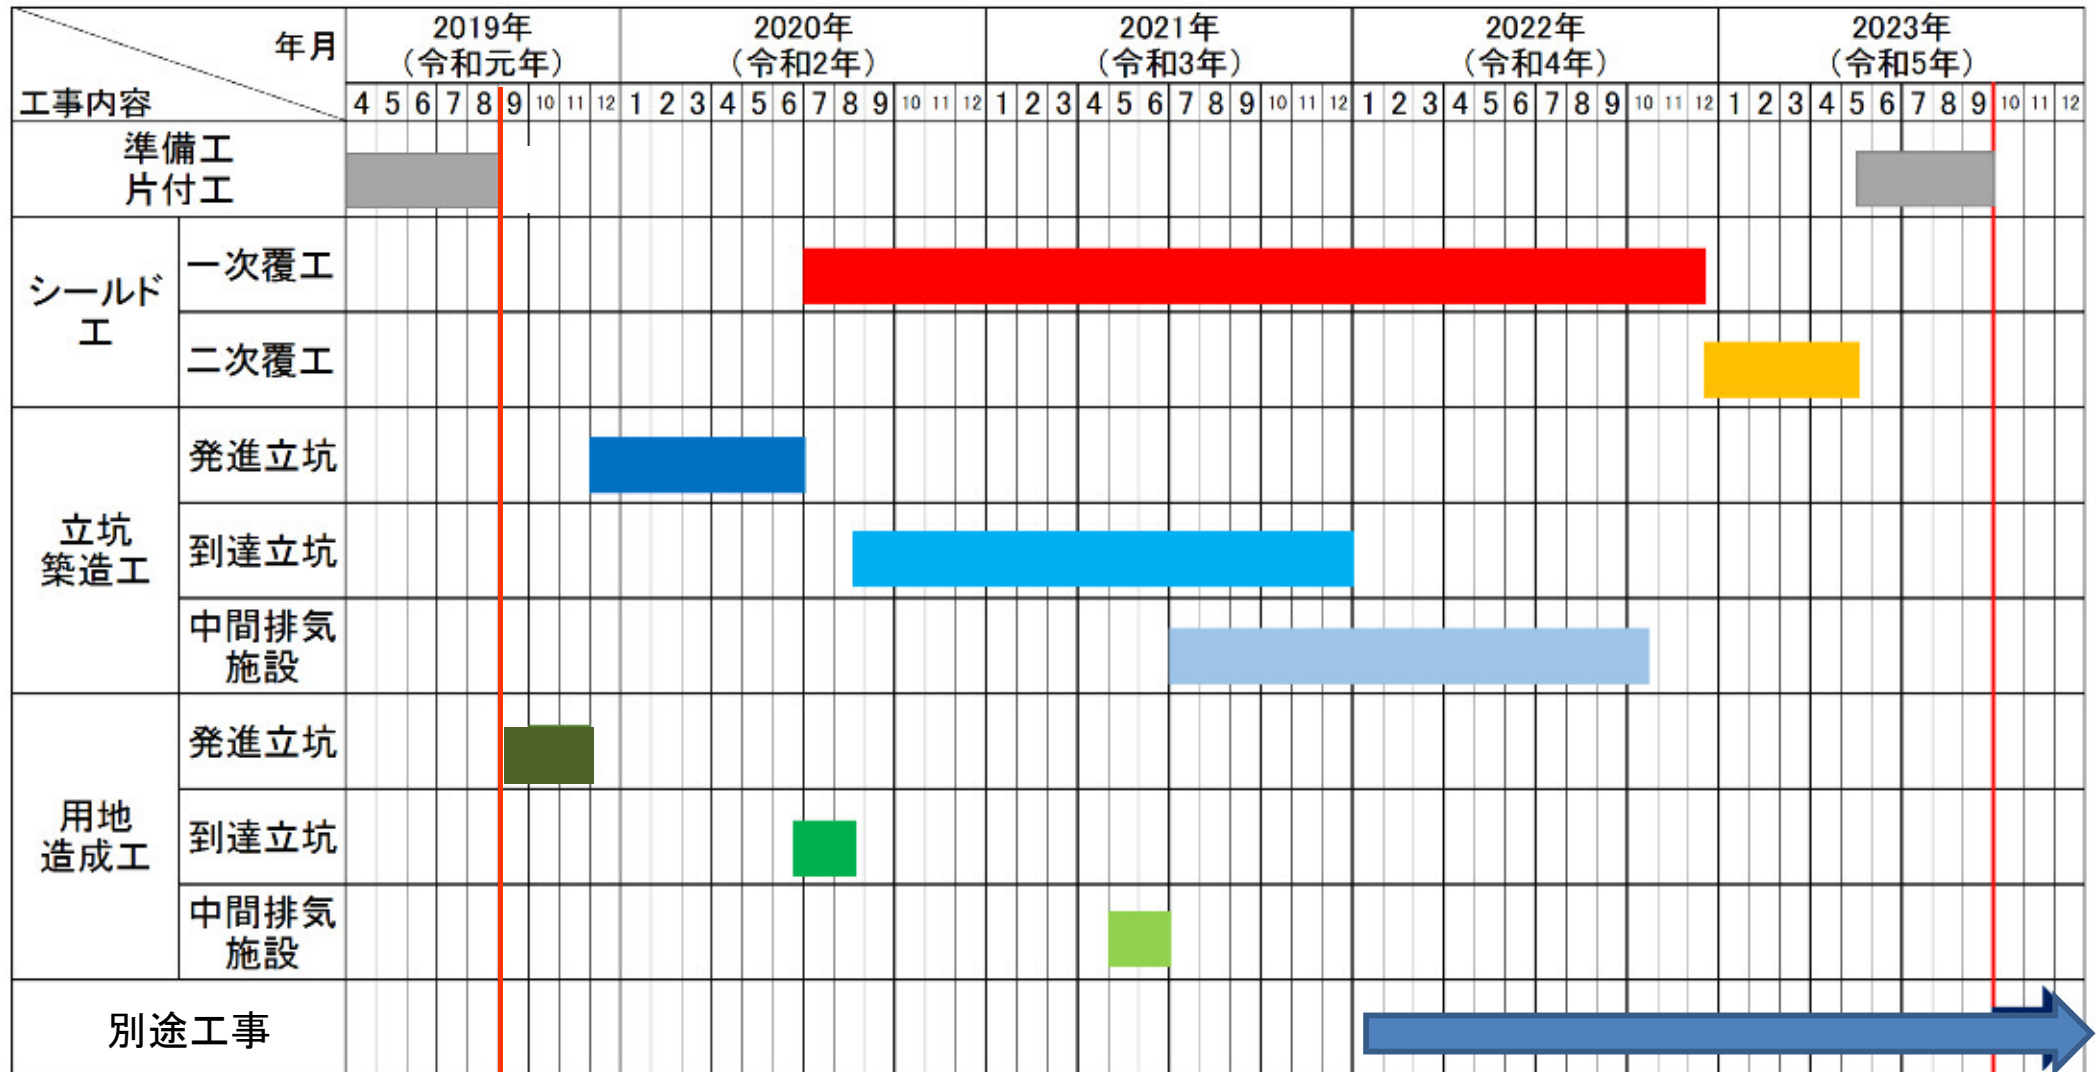 年月
2019年
（令和元年）
2020年
（令和2年）
2021年
（令和3年）
2022年
（令和4年）
2023年
（令和5年）
工事内容
4 5 6 7 8 9 10 11 12 1 2 3 4 5 6 7 8 9 10 11 12 1 2 3 4 5 6 7 8 9 10 11 12 1 2 3 4 5 6 7 8 9 10 11 12 1 2 3 4 5 6 7 8 9 10 11 12
準備工
片付工
シールド
工
一次覆工
二次覆工
立坑
築造工
発進立坑
到達立坑
中間排気
施設
用地
造成工
発進立坑
到達立坑
中間排気
施設
別途工事